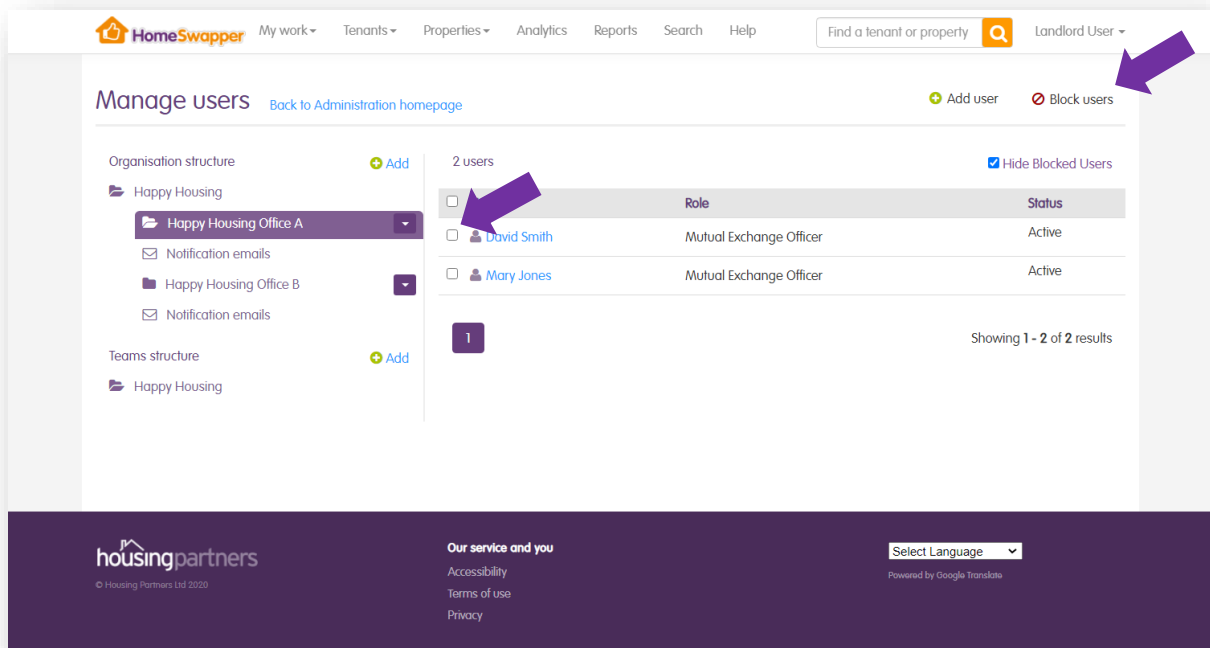 HomeSwapper My work Tenants Properties Analytics Reports Search Help Find a tenant or property Landlord User
Manage users Back to Administration homepage Add user Block users
Organisation structure Add
Happy Housing
Happy Housing Office A
Notification emails
Happy Housing Office B
Notification emails
Teams structure Add
Happy Housing
2 users Hide Blocked Users
Role Status
David Smith Mutual Exchange Officer Active
Mary Jones Mutual Exchange Officer Active
1 Showing 1 - 2 of 2 results
housingpartners
© Housing Partners Ltd 2020
Our service and you
Accessibility
Terms of use
Privacy
Select Language
Powered by Google Translate